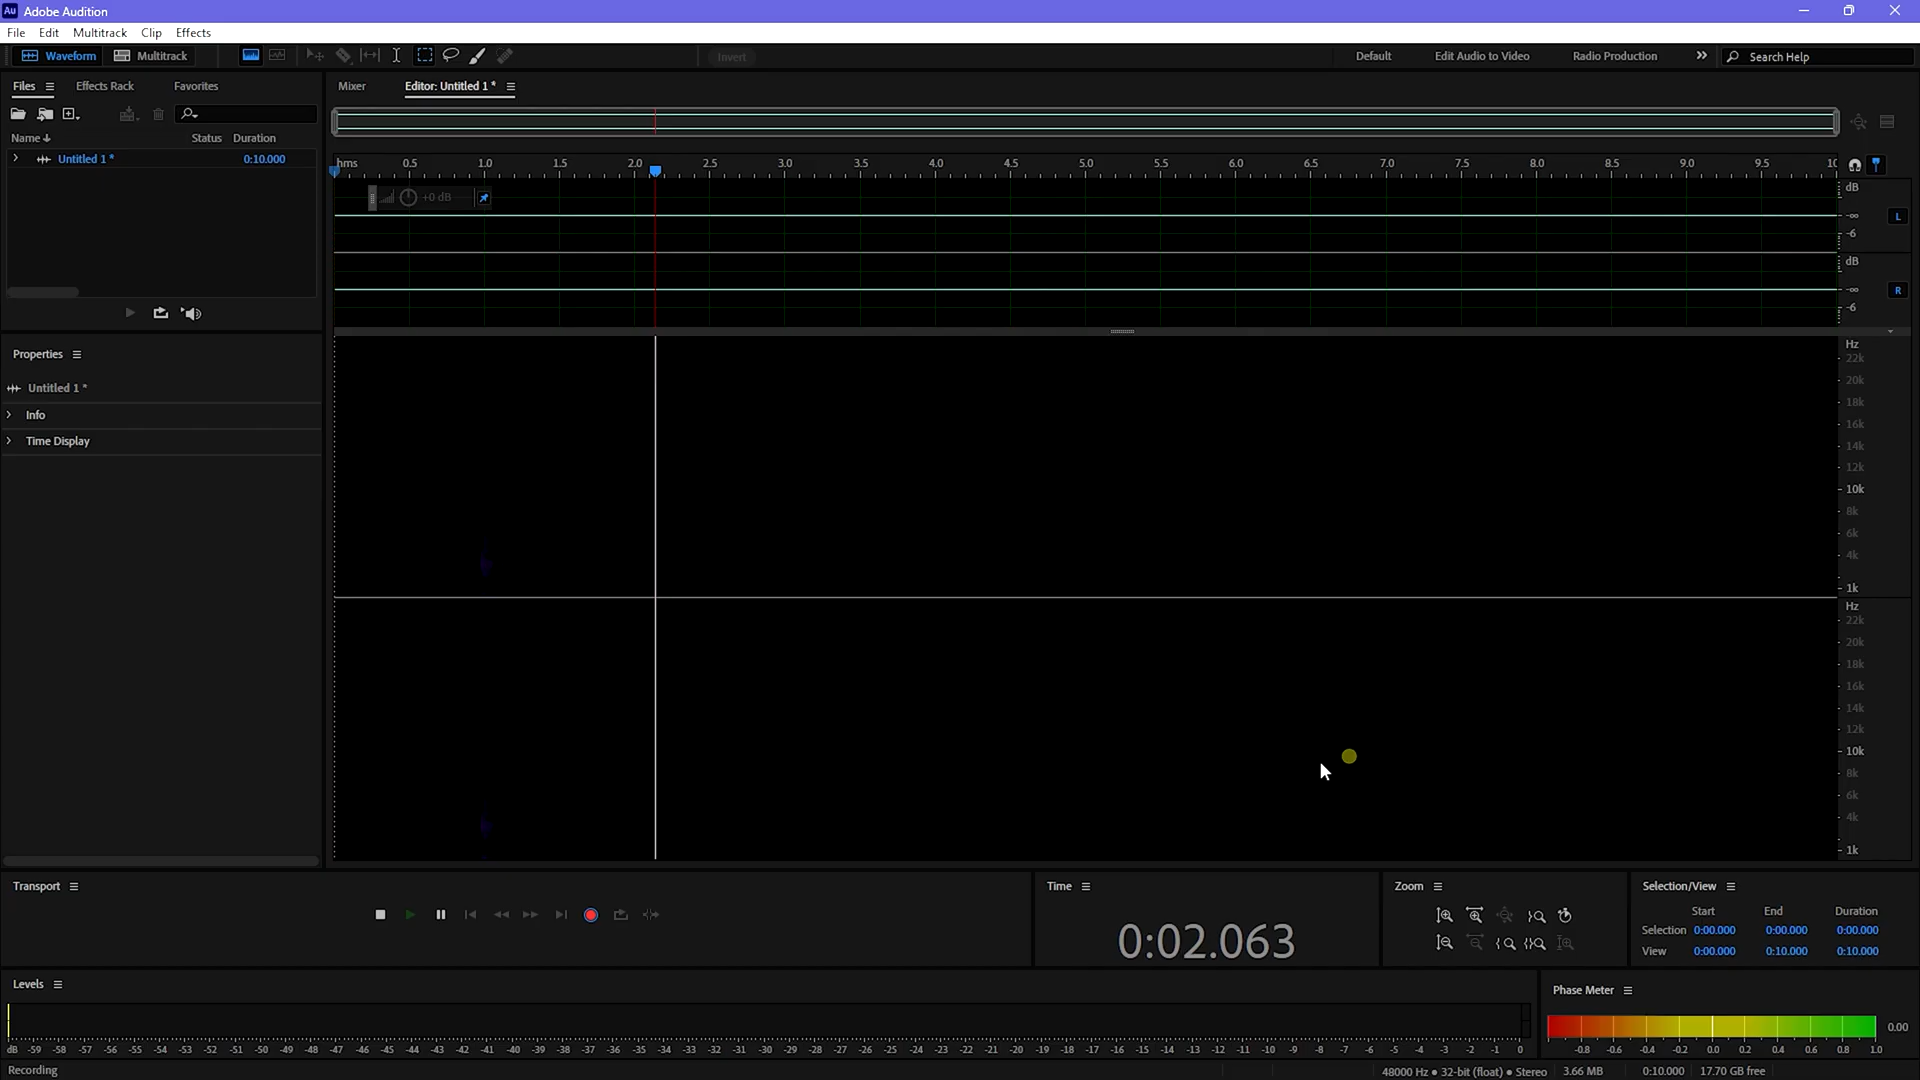 Au Adobe Audition
File Edit Multitrack Clip Effects
Waveform Multitrack Invert Default Edit Audio to Video Radio Production Search Help
Files Effects Rack Favorites
Name Status Duration
Untitled 1 * 0:10.000
Properties
Untitled 1 *
Info
Time Display
Mixer Editor: Untitled 1 *
hms 0.5 1.0 1.5 2.0 2.5 3.0 3.5 4.0 4.5 5.0 5.5 6.0 6.5 7.0 7.5 8.0 8.5 9.0 9.5 10
+0 dB
dB
-∞ L
-6
dB
-∞ R
-6
Hz
22k
20k
18k
16k
14k
12k
10k
8k
6k
4k
1k
Hz
22k
20k
18k
16k
14k
12k
10k
8k
6k
4k
1k
Transport
Time
0:02.063
Zoom
Selection/View
Start End Duration
Selection 0:00.000 0:00.000 0:00.000
View 0:00.000 0:10.000 0:10.000
Levels
dB -59 -58 -57 -56 -55 -54 -53 -52 -51 -50 -49 -48 -47 -46 -45 -44 -43 -42 -41 -40 -39 -38 -37 -36 -35 -34 -33 -32 -31 -30 -29 -28 -27 -26 -25 -24 -23 -22 -21 -20 -19 -18 -17 -16 -15 -14 -13 -12 -11 -10 -9 -8 -7 -6 -5 -4 -3 -2 -1 0
Phase Meter
0.00
-0.8 -0.6 -0.4 -0.2 0.0 0.2 0.4 0.6 0.8 1.0
Recording 48000 Hz • 32-bit (float) • Stereo 3.66 MB 0:10.000 17.70 GB free